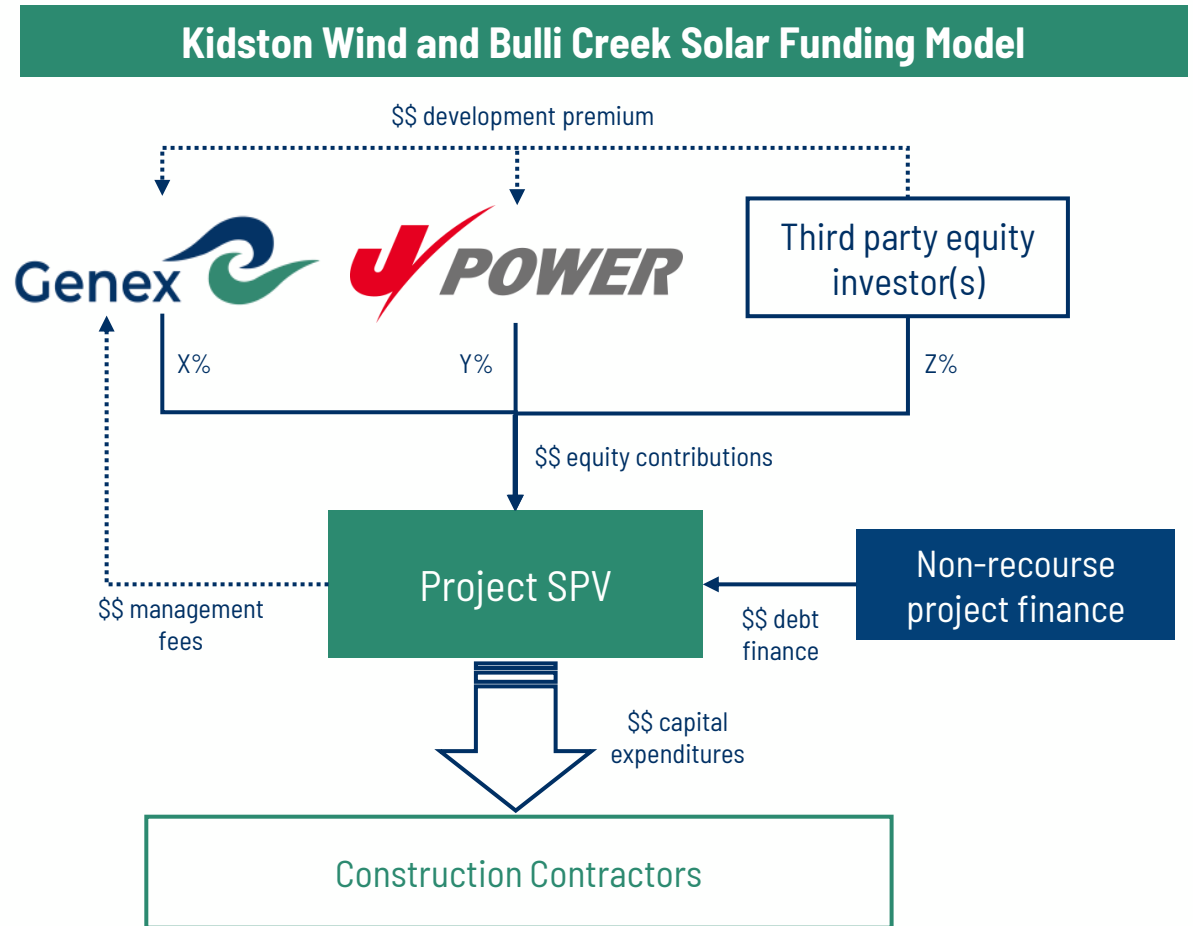 Kidston Wind and Bulli Creek Solar Funding Model
$$ development premium
Genex
J POWER
Third party equity
investor(s)
X%
Y%
Z%
$$ equity contributions
Project SPV
Non-recourse
project finance
$$ management
fees
$$ debt
finance
$$ capital
expenditures
Construction Contractors